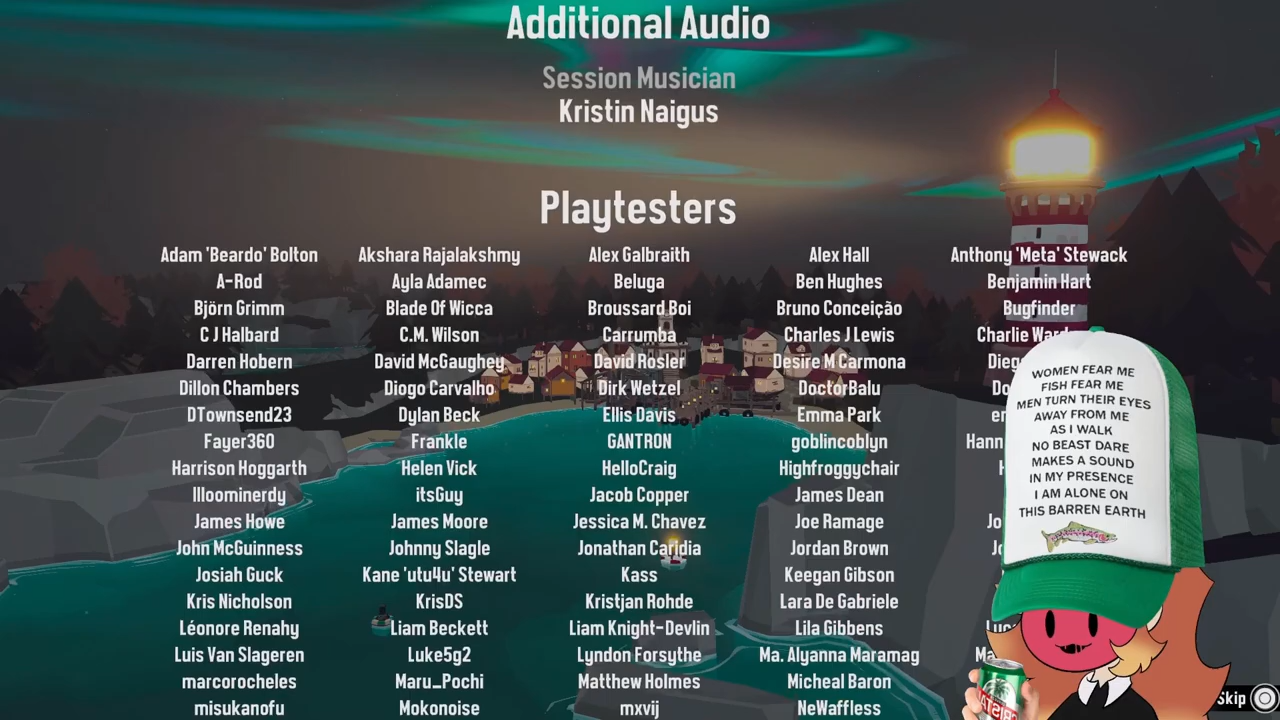 Additional Audio
Session Musician
Kristin Naigus
Playtesters
Adam 'Beardo' Bolton Akshara Rajalakshmy Alex Galbraith Alex Hall Anthony 'Meta' Stewack
A-Rod Ayla Adamec Beluga Ben Hughes Benjamin Hart
Björn Grimm Blade Of Wicca Broussard Boi Bruno Conceição Bugfinder
C J Halbard C.M. Wilson Carrumba Charles J Lewis Charlie
Darren Hobern David McGaughey David Rosler Desire M Carmona
Dillon Chambers Diogo Carvalho Dirk Wetzel DoctorBalu
DTownsend23 Dylan Beck Ellis Davis Emma Park
Fayer360 Frankle GANTRON goblincoblyn
Harrison Hoggarth Helen Vick HelloCraig Highfroggychair
Illoominerdy itsGuy Jacob Copper James Dean
James Howe James Moore Jessica M. Chavez Joe Ramage
John McGuinness Johnny Slagle Jonathan Caridia Jordan Brown
Josiah Guck Kane 'utu4u' Stewart Kass Keegan Gibson
Kris Nicholson KrisDS Kristjan Rohde Lara De Gabriele
Léonore Renahy Liam Beckett Liam Knight-Devlin Lila Gibbens
Luis Van Slageren Luke5g2 Lyndon Forsythe Ma. Alyanna Maramag
marcorocheles Maru_Pochi Matthew Holmes Micheal Baron
misukanofu Mokonoise mxvij NeWaffless
WOMEN FEAR ME
FISH FEAR ME
MEN TURN THEIR EYES
AWAY FROM ME
AS I WALK
NO BEAST DARE
MAKES A SOUND
IN MY PRESENCE
I AM ALONE ON
THIS BARREN EARTH
Skip